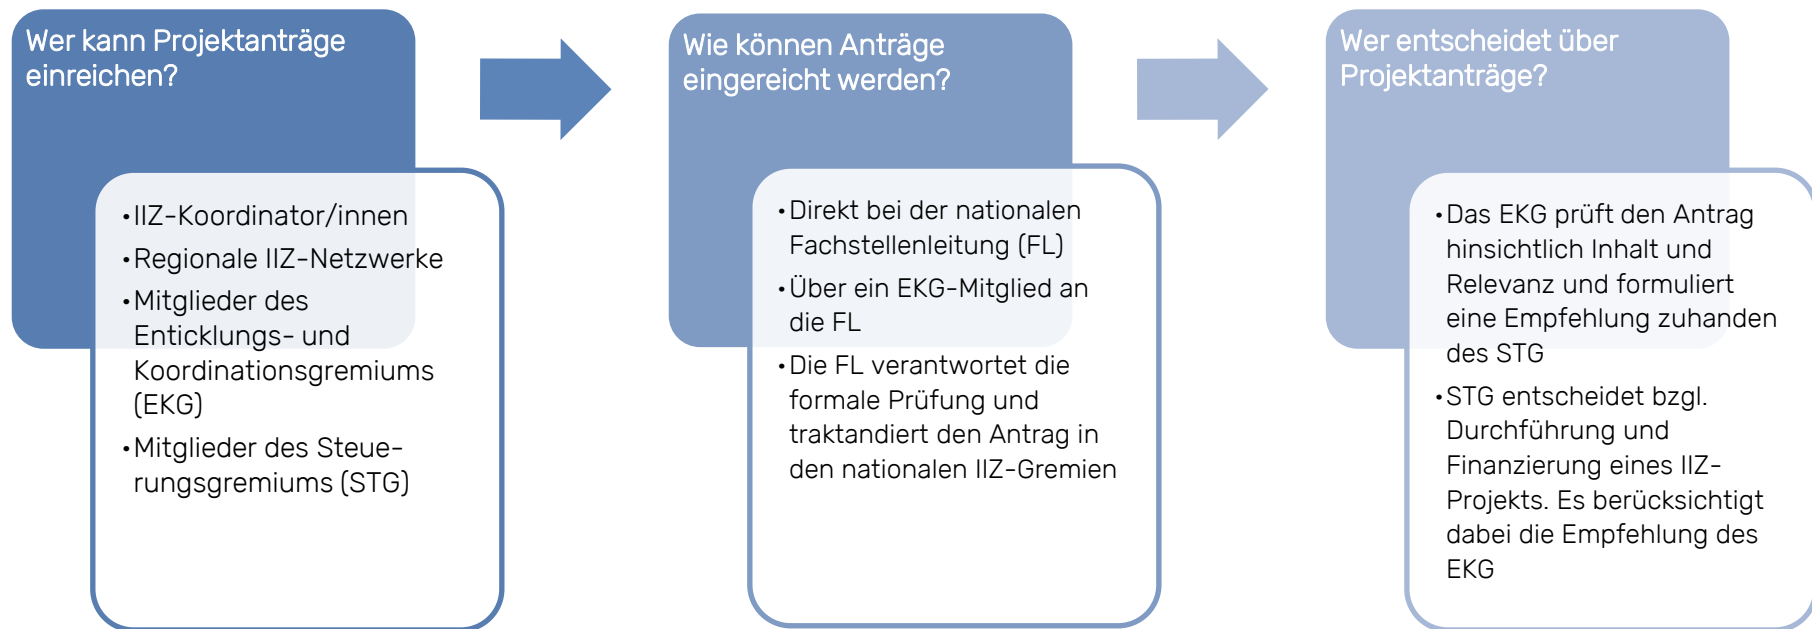 Wer kann Projektanträge
einreichen?
•IIZ-Koordinator/innen
•Regionale IIZ-Netzwerke
•Mitglieder des
Enticklungs- und
Koordinationsgremiums
(EKG)
•Mitglieder des Steue-
rungsgremiums (STG)
Wie können Anträge
eingereicht werden?
•Direkt bei der nationalen
Fachstellenleitung (FL)
•Über ein EKG-Mitglied an
die FL
•Die FL verantwortet die
formale Prüfung und
traktandiert den Antrag in
den nationalen IIZ-Gremien
Wer entscheidet über
Projektanträge?
•Das EKG prüft den Antrag
hinsichtlich Inhalt und
Relevanz und formuliert
eine Empfehlung zuhanden
des STG
•STG entscheidet bzgl.
Durchführung und
Finanzierung eines IIZ-
Projekts. Es berücksichtigt
dabei die Empfehlung des
EKG